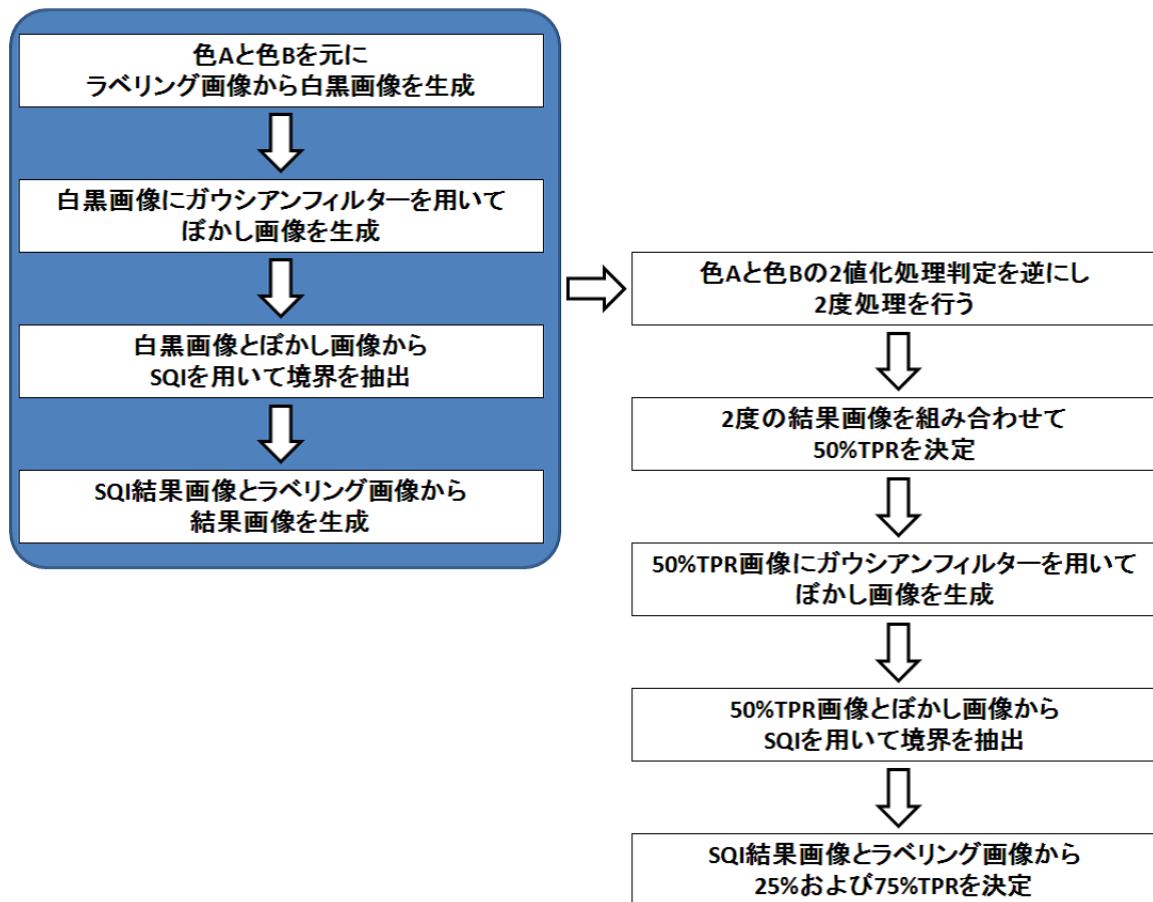 色Aと色Bを元に
ラベリング画像から白黒画像を生成
白黒画像にガウシアンフィルターを用いて
ぼかし画像を生成
白黒画像とぼかし画像から
SQIを用いて境界を抽出
SQI結果画像とラベリング画像から
結果画像を生成
色Aと色Bの2値化処理判定を逆にし
2度処理を行う
2度の結果画像を組み合わせて
50%TPRを決定
50%TPR画像にガウシアンフィルターを用いて
ぼかし画像を生成
50%TPR画像とぼかし画像から
SQIを用いて境界を抽出
SQI結果画像とラベリング画像から
25%および75%TPRを決定